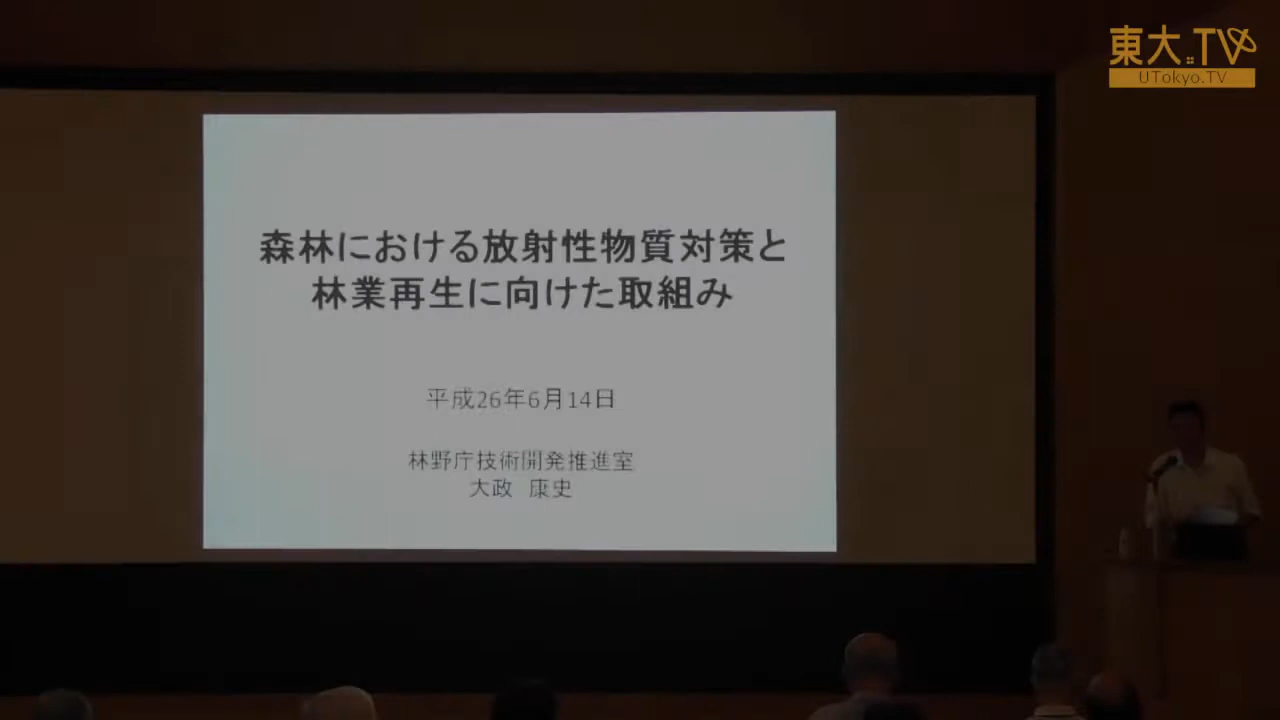 東大.TV
UTokyo.TV
森林における放射性物質対策と
林業再生に向けた取組み
平成26年6月14日
林野庁技術開発推進室
大政 康史